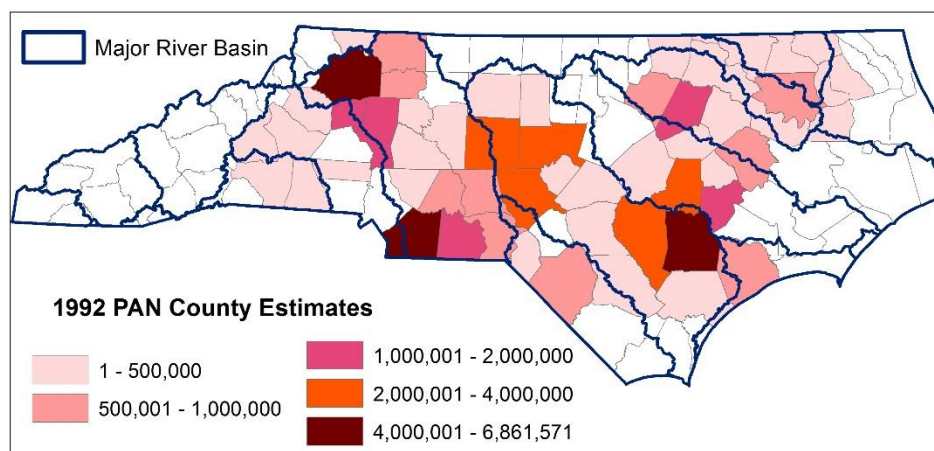 Major River Basin
1992 PAN County Estimates
1 - 500,000
500,001 - 1,000,000
1,000,001 - 2,000,000
2,000,001 - 4,000,000
4,000,001 - 6,861,571